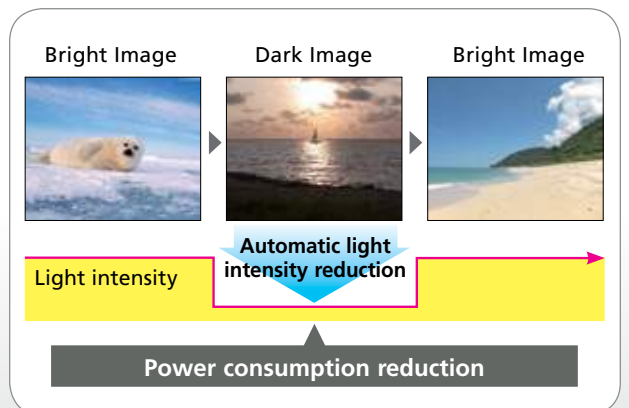 Bright Image
Dark Image
Bright Image
Automatic light
intensity reduction
Light intensity
Power consumption reduction